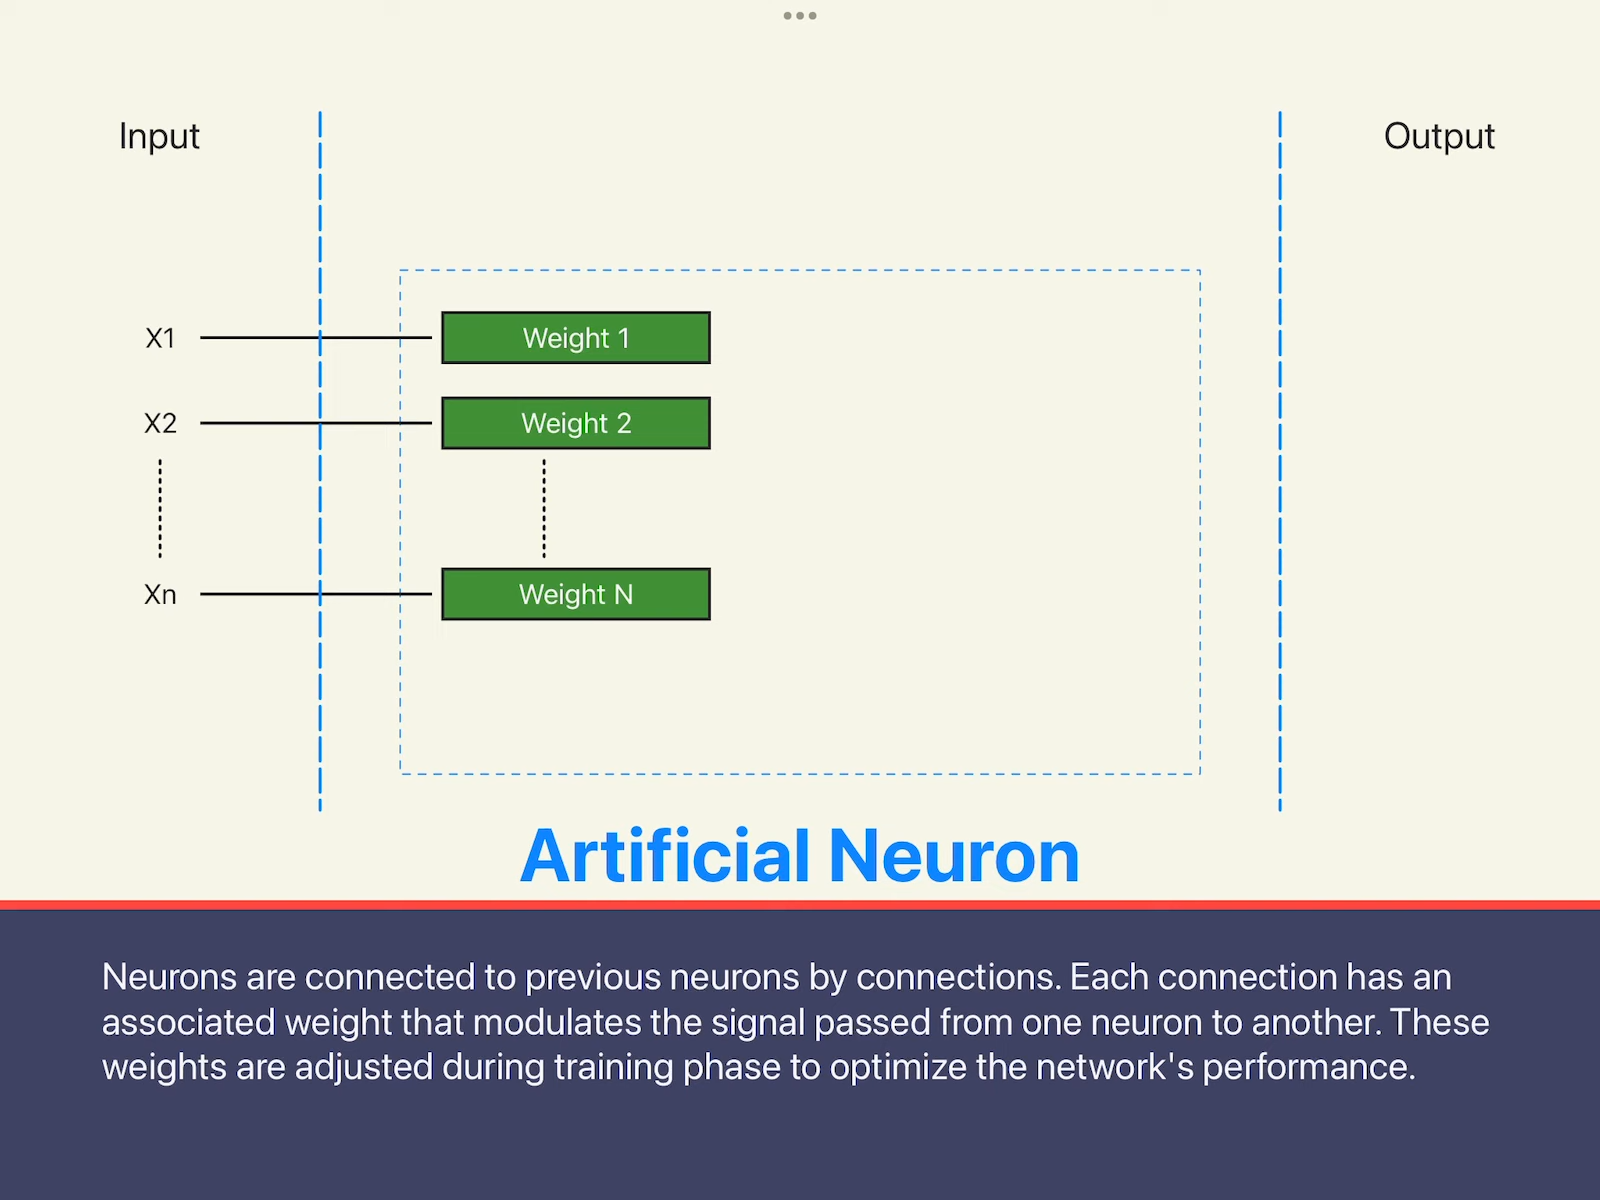 Input
Output
X1
Weight 1
X2
Weight 2
Xn
Weight N
Artificial Neuron
Neurons are connected to previous neurons by connections. Each connection has an
associated weight that modulates the signal passed from one neuron to another. These
weights are adjusted during training phase to optimize the network's performance.